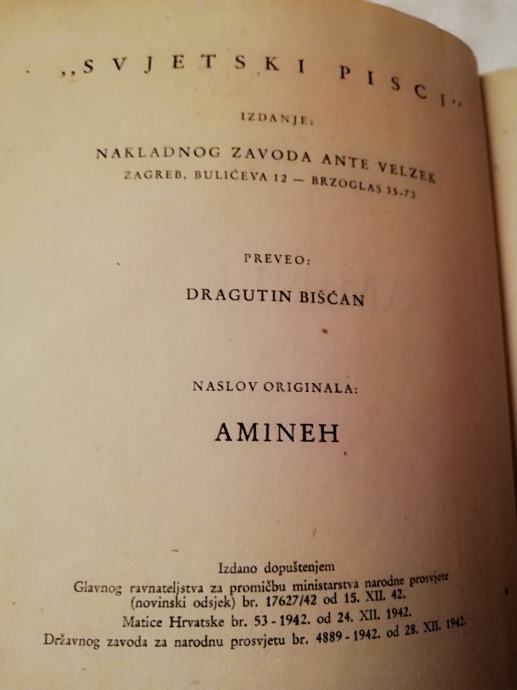 „SVJETSKI PISCI“
IZDANJE:
NAKLADNOG ZAVODA ANTE VELZEK
ZAGREB, BULIĆEVA 12 — BRZOGLAS 35-73
PREVEO:
DRAGUTIN BIŠĆAN
NASLOV ORIGINALA:
AMINEH
Izdano dopuštenjem
Glavnog ravnateljstva za promičbu ministarstva narodne prosvjete
(novinski odsjek) br. 17627/42 od 15. XII. 42.
Matice Hrvatske br. 53-1942. od 24. XII. 1942.
Državnog zavoda za narodnu prosvjetu br. 4889-1942. od 28. XII. 1942.